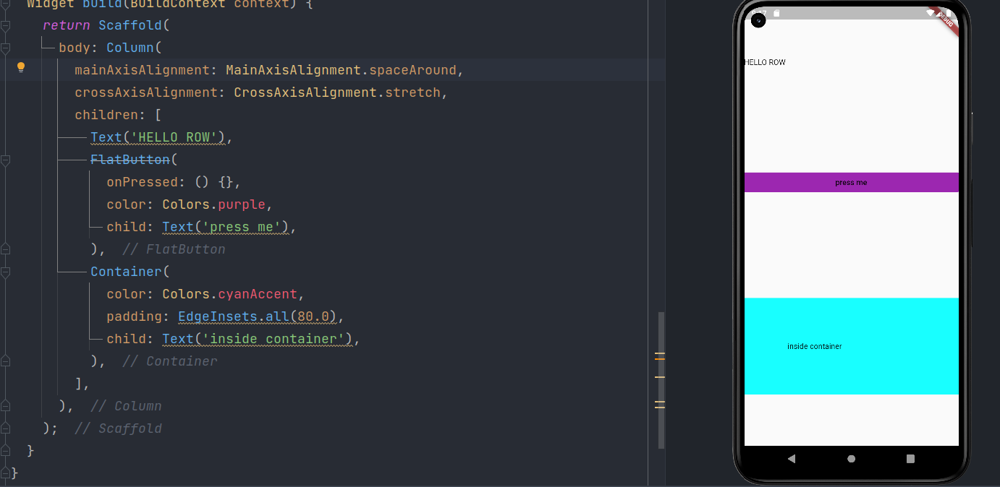 Widget build(BuildContext context) {
return Scaffold(
body: Column(
mainAxisAlignment: MainAxisAlignment.spaceAround,
crossAxisAlignment: CrossAxisAlignment.stretch,
children: [
Text('HELLO ROW'),
FlatButton(
onPressed: () {},
color: Colors.purple,
child: Text('press me'),
), // FlatButton
Container(
color: Colors.cyanAccent,
padding: EdgeInsets.all(80.0),
child: Text('inside container'),
), // Container
],
), // Column
); // Scaffold
}
}
DEBUG
HELLO ROW
press me
inside container